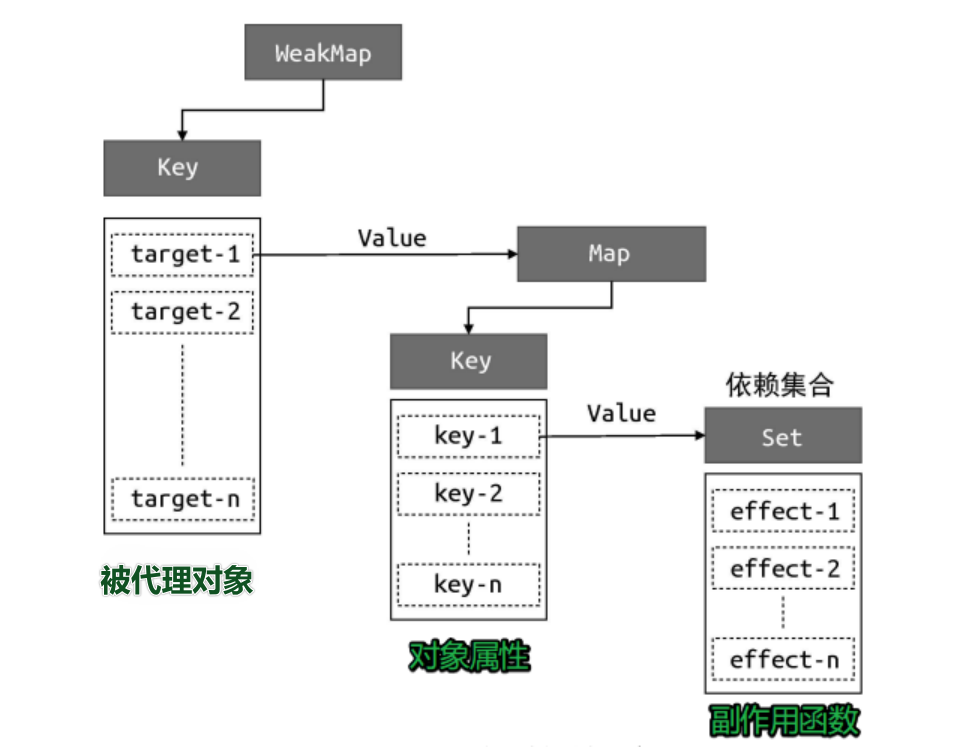 WeakMap
Key
target-1
target-2
target-n
被代理对象
Value
Map
Key
key-1
key-2
key-n
对象属性
Value
依赖集合
Set
effect-1
effect-2
effect-n
副作用函数